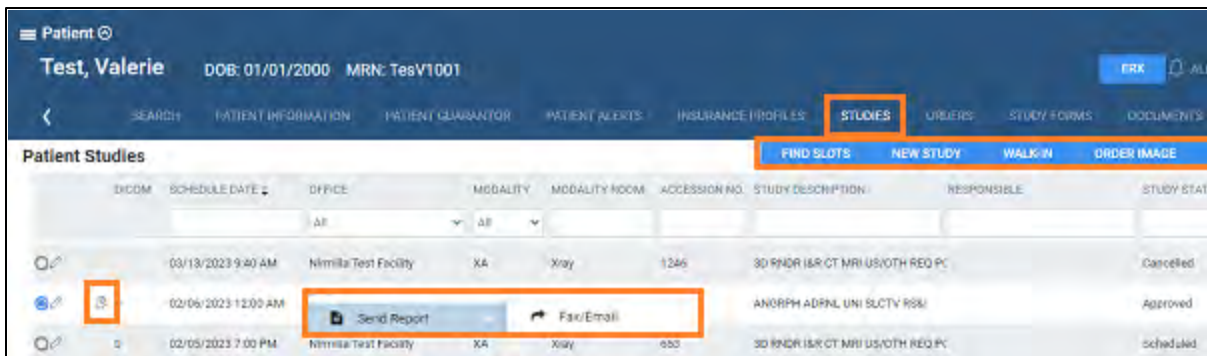 Patient
Test, Valerie DOB: 01/01/2000 MRN: TesV1001 ERX
SEARCH PATIENT INFORMATION PATIENT GUARANTOR PATIENT ALERTS INSURANCE PROFILES STUDIES ORDERS STUDY FORMS DOCUMENTS
Patient Studies FIND SLOTS NEW STUDY WALK-IN ORDER IMAGE
DICOM SCHEDULE DATE OFFICE MODALITY MODALITY ROOM ACCESSION NO. STUDY DESCRIPTION RESPONSIBLE STUDY STAT
All All
03/13/2023 9:40 AM Nirmilla Test Facility XA Xray 1246 3D RNDR I&R CT MRI US/OTH REQ PC Cancelled
02/06/2023 12:00 AM ANGRPH ADRNL UNI SLCTV RS&I Approved
Send Report Fax/Email
02/05/2023 7:00 PM Nirmilla Test Facility XA Xray 653 3D RNDR I&R CT MRI US/OTH REQ PC Scheduled